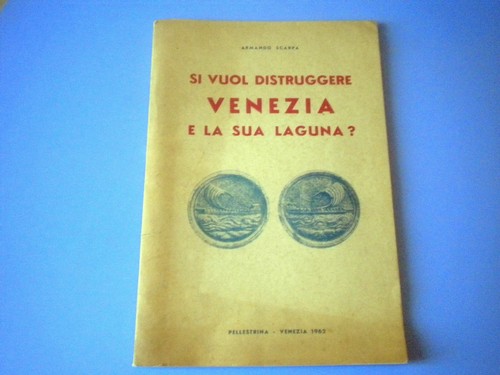 ARMANDO SCARPA
SI VUOL DISTRUGGERE
VENEZIA
E LA SUA LAGUNA?
PELLESTRINA - VENEZIA 1962